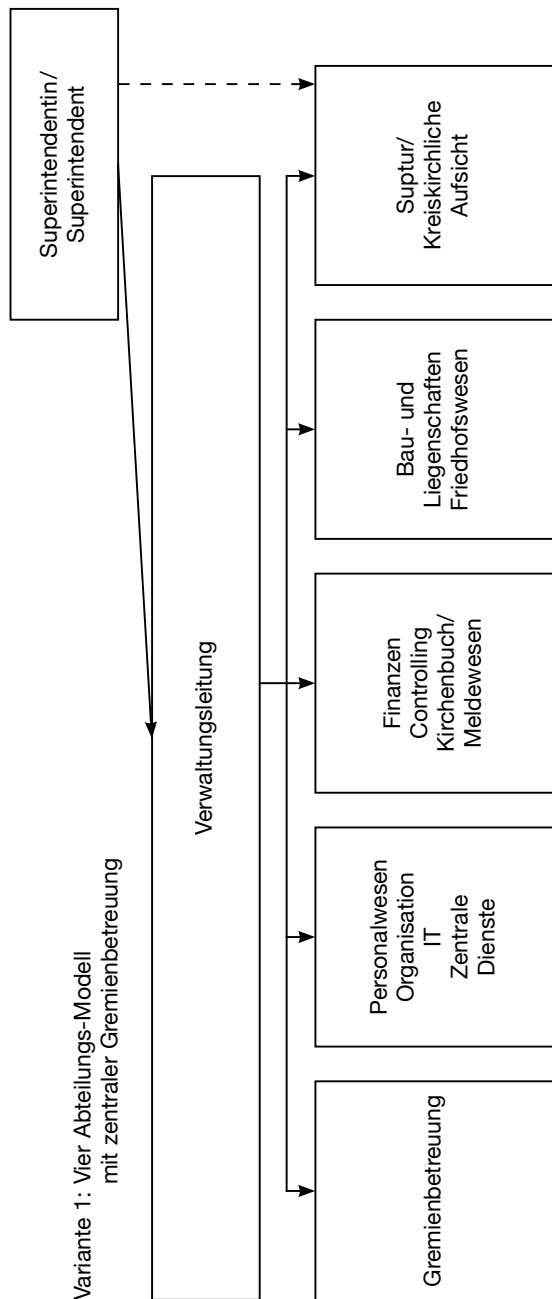 Variante 1: Vier Abteilungs-Modell
mit zentraler Gremienbetreuung
Superintendentin/
Superintendent
Verwaltungsleitung
Gremienbetreuung
Personalwesen
Organisation
IT
Zentrale
Dienste
Finanzen
Controlling
Kirchenbuch/
Meldewesen
Bau- und
Liegenschaften
Friedhofswesen
Suptur/
Kreiskirchliche
Aufsicht